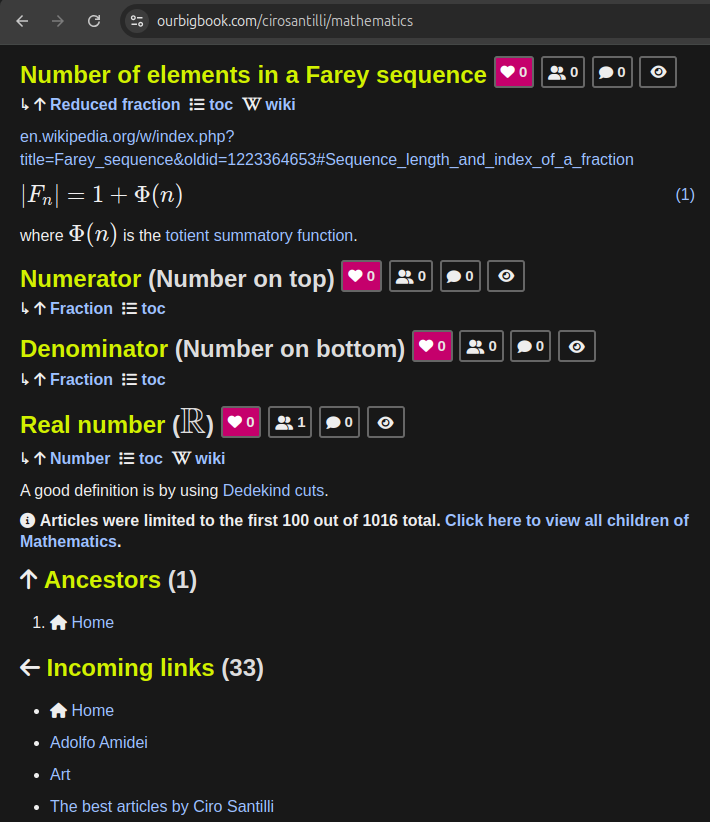 ourbigbook.com/cirosantilli/mathematics
Number of elements in a Farey sequence 0 0 0
↳ ↑ Reduced fraction toc W wiki
en.wikipedia.org/w/index.php?
title=Farey_sequence&oldid=1223364653#Sequence_length_and_index_of_a_fraction
|Fₙ| = 1 + Φ(n) (1)
where Φ(n) is the totient summatory function.
Numerator (Number on top) 0 0 0
↳ ↑ Fraction toc
Denominator (Number on bottom) 0 0 0
↳ ↑ Fraction toc
Real number (ℝ) 0 1 0
↳ ↑ Number toc W wiki
A good definition is by using Dedekind cuts.
Articles were limited to the first 100 out of 1016 total. Click here to view all children of
Mathematics.
↑ Ancestors (1)
1. Home
← Incoming links (33)
• Home
• Adolfo Amidei
• Art
• The best articles by Ciro Santilli